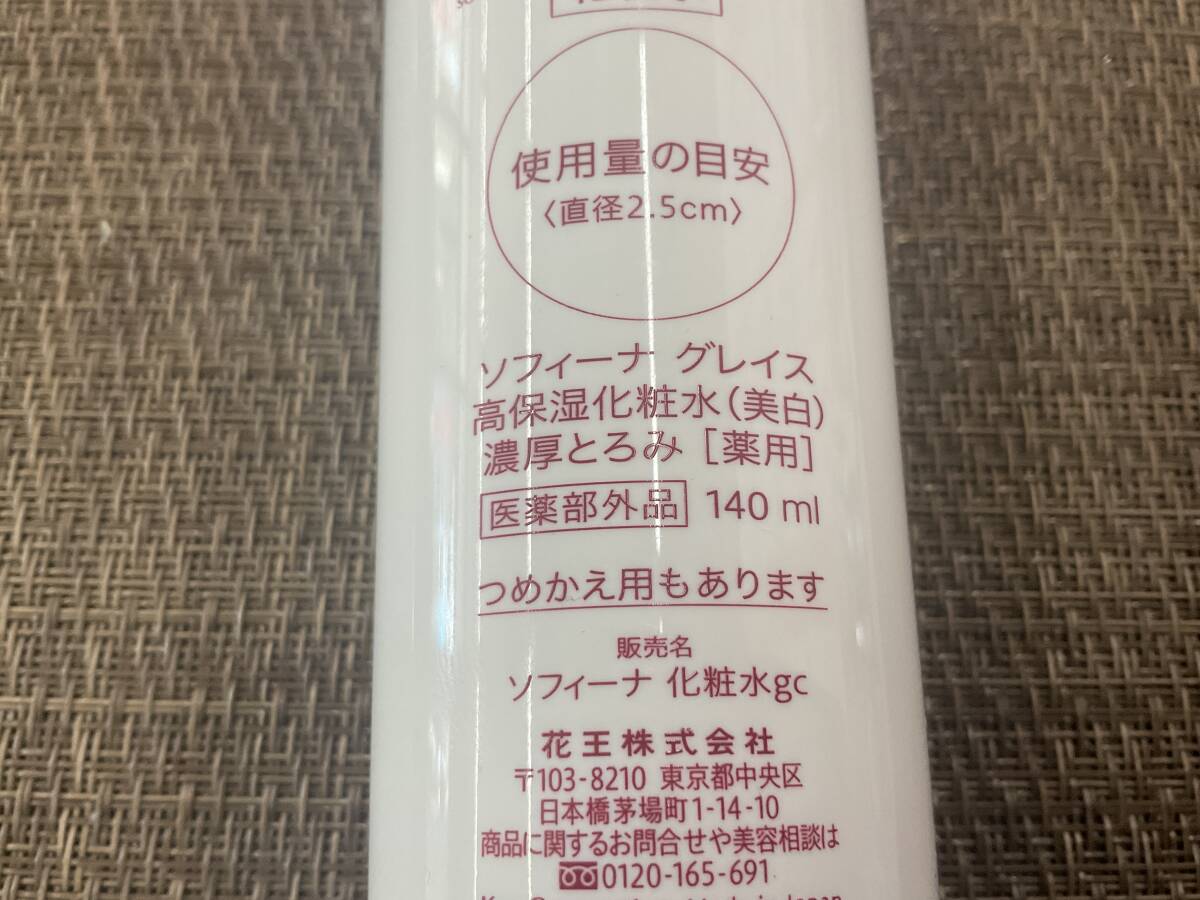 使用量の目安
〈直径2.5cm〉
ソフィーナ グレイス
高保湿化粧水(美白)
濃厚とろみ [薬用]
医薬部外品 140 ml
つめかえ用もあります
販売名
ソフィーナ 化粧水gc
花王株式会社
〒103-8210 東京都中央区
日本橋茅場町1-14-10
商品に関するお問合せや美容相談は
0120-165-691